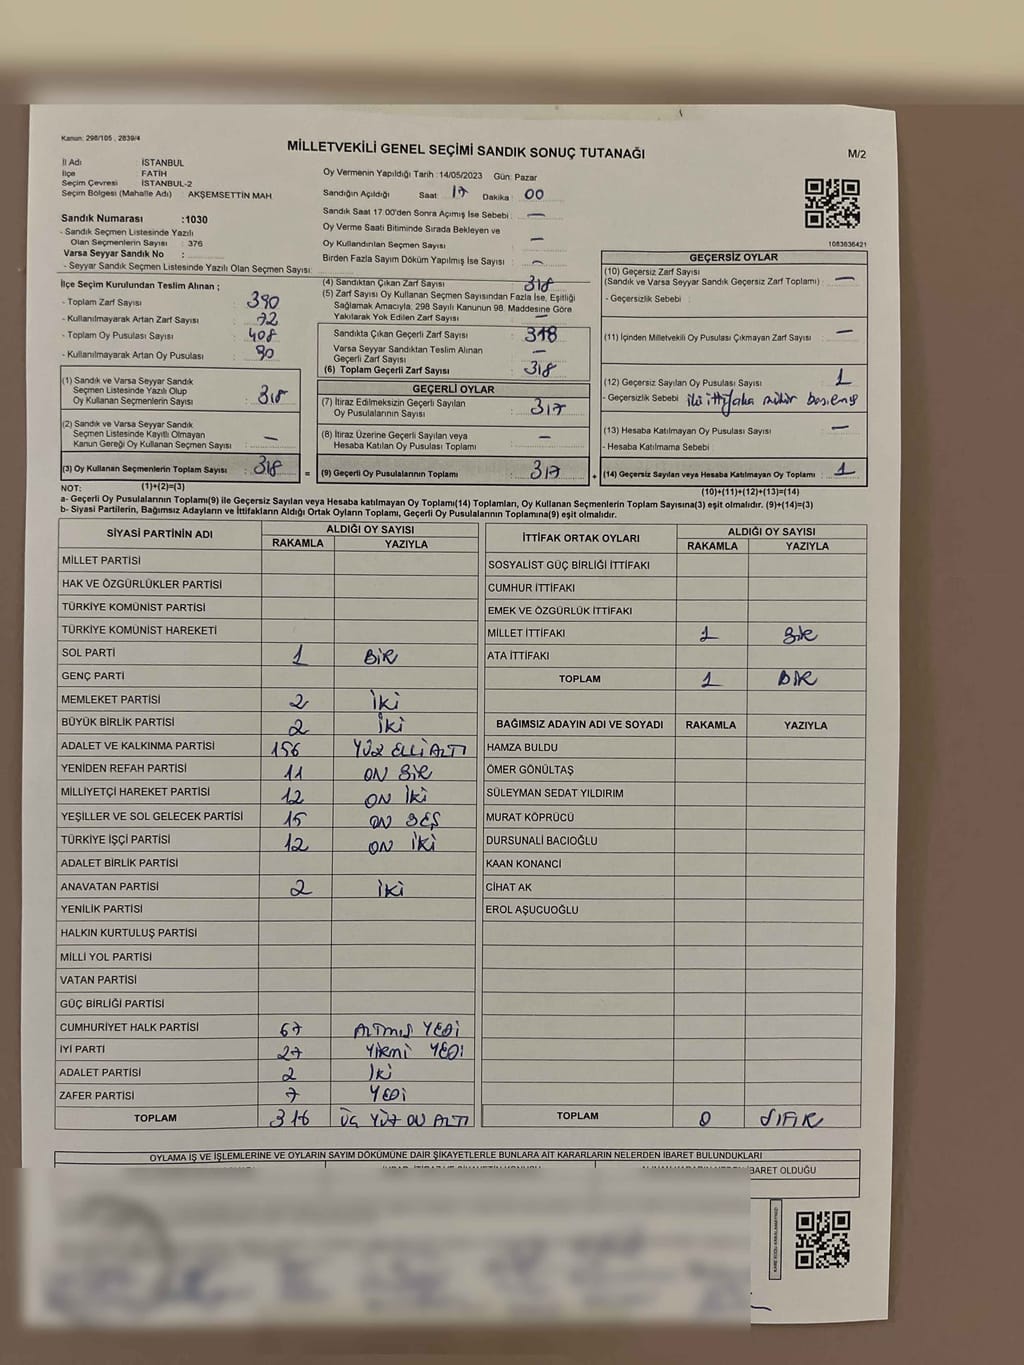 Kanun: 298/105 , 2839/4
MİLLETVEKİLİ GENEL SEÇİMİ SANDIK SONUÇ TUTANAĞI
M/2
İl Adı : İSTANBUL
İlçe : FATİH
Seçim Çevresi : İSTANBUL-2
Seçim Bölgesi (Mahalle Adı) : AKŞEMSETTİN MAH
Sandık Numarası :1030
- Sandık Seçmen Listesinde Yazılı
Olan Seçmenlerin Sayısı : 376
Varsa Seyyar Sandık No :
- Seyyar Sandık Seçmen Listesinde Yazılı Olan Seçmen Sayısı:
Oy Vermenin Yapıldığı Tarih :14/05/2023 Gün: Pazar
Sandığın Açıldığı Saat : 17 Dakika : 00
Sandık Saat 17.00'den Sonra Açımış İse Sebebi : —
Oy Verme Saati Bitiminde Sırada Bekleyen ve
Oy Kullandırılan Seçmen Sayısı : —
Birden Fazla Sayım Döküm Yapılmış İse Sayısı : —
1083636421
İlçe Seçim Kurulundan Teslim Alınan ;
- Toplam Zarf Sayısı : 390
- Kullanılmayarak Artan Zarf Sayısı : 72
- Toplam Oy Pusulası Sayısı : 408
- Kullanılmayarak Artan Oy Pusulası : 90
(1) Sandık ve Varsa Seyyar Sandık
Seçmen Listesinde Yazılı Olup
Oy Kullanan Seçmenlerin Sayısı : 318
(2) Sandık ve Varsa Seyyar Sandık
Seçmen Listesinde Kayıtlı Olmayan
Kanun Gereği Oy Kullanan Seçmen Sayısı : —
(3) Oy Kullanan Seçmenlerin Toplam Sayısı : 318
(4) Sandıktan Çıkan Zarf Sayısı : 318
(5) Zarf Sayısı Oy Kullanan Seçmen Sayısından Fazla İse, Eşitliği
Sağlamak Amacıyla, 298 Sayılı Kanunun 98. Maddesine Göre
Yakılarak Yok Edilen Zarf Sayısı : —
Sandıkta Çıkan Geçerli Zarf Sayısı : 318
Varsa Seyyar Sandıktan Teslim Alınan
Geçerli Zarf Sayısı : —
(6) Toplam Geçerli Zarf Sayısı : 318
GEÇERLİ OYLAR
(7) İtiraz Edilmeksizin Geçerli Sayılan
Oy Pusulalarının Sayısı : 317
(8) İtiraz Üzerine Geçerli Sayılan veya
Hesaba Katılan Oy Pusulası Toplamı : —
= (9) Geçerli Oy Pusulalarının Toplamı : 317
GEÇERSİZ OYLAR
(10) Geçersiz Zarf Sayısı
(Sandık ve Varsa Seyyar Sandık Geçersiz Zarf Toplamı) : —
- Geçersizlik Sebebi :
(11) İçinden Milletvekili Oy Pusulası Çıkmayan Zarf Sayısı : —
(12) Geçersiz Sayılan Oy Pusulası Sayısı : 1
- Geçersizlik Sebebi : iki ittifaka mühür basılmış
(13) Hesaba Katılmayan Oy Pusulası Sayısı : —
- Hesaba Katılmama Sebebi :
+ (14) Geçersiz Sayılan veya Hesaba Katılmayan Oy Toplamı : 1
NOT: (1)+(2)=(3)
(10)+(11)+(12)+(13)=(14)
a- Geçerli Oy Pusulalarının Toplamı(9) ile Geçersiz Sayılan veya Hesaba katılmayan Oy Toplamı(14) Toplamları, Oy Kullanan Seçmenlerin Toplam Sayısına(3) eşit olmalıdır. (9)+(14)=(3)
b- Siyasi Partilerin, Bağımsız Adayların ve İttifakların Aldığı Ortak Oyların Toplamı, Geçerli Oy Pusulalarının Toplamına(9) eşit olmalıdır.
SİYASİ PARTİNİN ADI ALDIĞI OY SAYISI
RAKAMLA YAZIYLA
MİLLET PARTİSİ
HAK VE ÖZGÜRLÜKLER PARTİSİ
TÜRKİYE KOMÜNİST PARTİSİ
TÜRKİYE KOMÜNİST HAREKETİ
SOL PARTİ 1 BİR
GENÇ PARTİ
MEMLEKET PARTİSİ 2 İKİ
BÜYÜK BİRLİK PARTİSİ 2 İKİ
ADALET VE KALKINMA PARTİSİ 156 YÜZ ELLİ ALTI
YENİDEN REFAH PARTİSİ 11 ON BİR
MİLLİYETÇİ HAREKET PARTİSİ 12 ON İKİ
YEŞİLLER VE SOL GELECEK PARTİSİ 15 ON BEŞ
TÜRKİYE İŞÇİ PARTİSİ 12 ON İKİ
ADALET BİRLİK PARTİSİ
ANAVATAN PARTİSİ 2 İKİ
YENİLİK PARTİSİ
HALKIN KURTULUŞ PARTİSİ
MİLLİ YOL PARTİSİ
VATAN PARTİSİ
GÜÇ BİRLİĞİ PARTİSİ
CUMHURİYET HALK PARTİSİ 67 ALTMIŞ YEDİ
İYİ PARTİ 27 YİRMİ YEDİ
ADALET PARTİSİ 2 İKİ
ZAFER PARTİSİ 7 YEDİ
TOPLAM 316 ÜÇ YÜZ ON ALTI
İTTİFAK ORTAK OYLARI ALDIĞI OY SAYISI
RAKAMLA YAZIYLA
SOSYALİST GÜÇ BİRLİĞİ İTTİFAKI
CUMHUR İTTİFAKI
EMEK VE ÖZGÜRLÜK İTTİFAKI
MİLLET İTTİFAKI 1 BİR
ATA İTTİFAKI
TOPLAM 1 BİR
BAĞIMSIZ ADAYIN ADI VE SOYADI RAKAMLA YAZIYLA
HAMZA BULDU
ÖMER GÖNÜLTAŞ
SÜLEYMAN SEDAT YILDIRIM
MURAT KÖPRÜCÜ
DURSUNALİ BACIOĞLU
KAAN KONANCİ
CİHAT AK
EROL AŞUCUOĞLU
TOPLAM 0 SIFIR
OYLAMA İŞ VE İŞLEMLERİNE VE OYLARIN SAYIM DÖKÜMÜNE DAİR ŞİKAYETLERLE BUNLARA AİT KARARLARIN NELERDEN İBARET BULUNDUKLARI
İBARET OLDUĞU